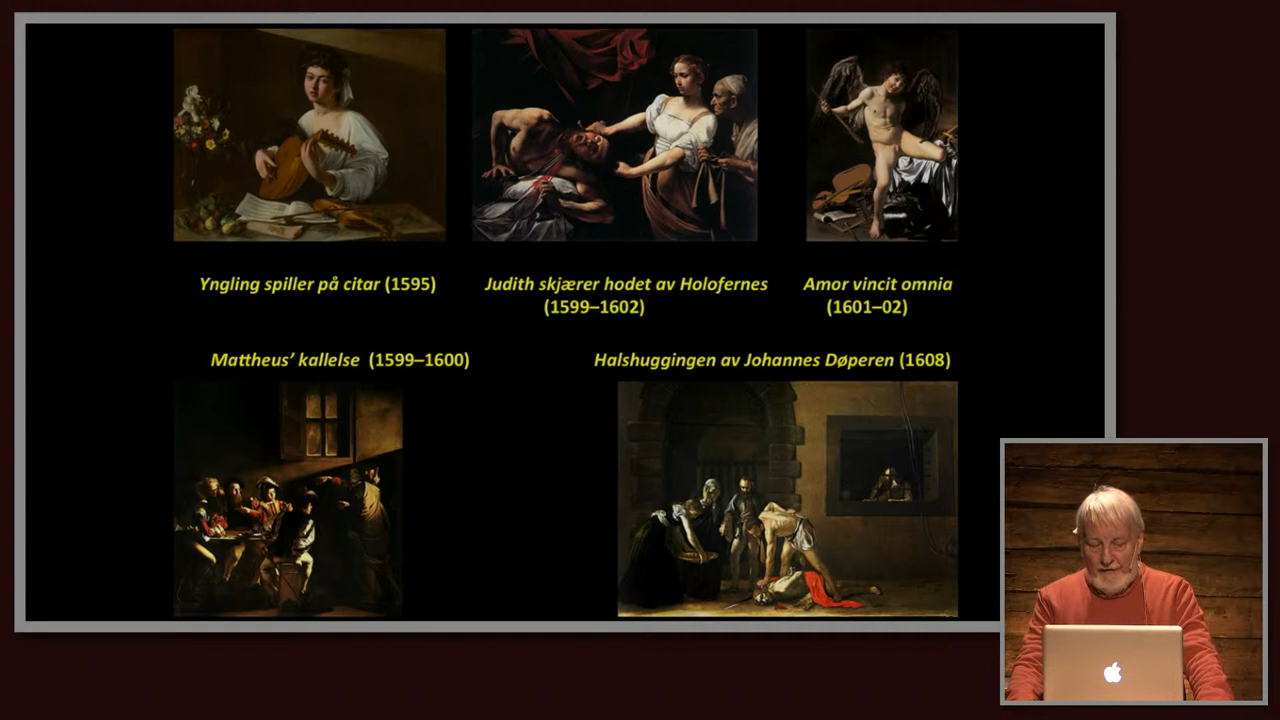 Yngling spiller på citar (1595)
Judith skjærer hodet av Holofernes
(1599–1602)
Amor vincit omnia
(1601–02)
Mattheus’ kallelse (1599–1600)
Halshuggingen av Johannes Døperen (1608)